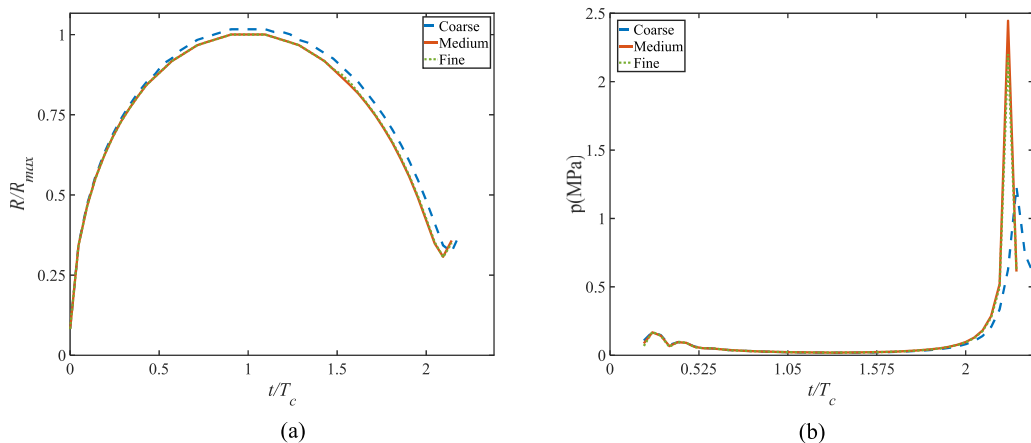 Coarse
Medium
Fine
1
0.75
0.5
0.25
0
R/Rmax
0 0.5 1 1.5 2
t/Tc
(a)
Coarse
Medium
Fine
2.5
2
1.5
1
0.5
0
p(MPa)
0 0.525 1.05 1.575 2
t/Tc
(b)